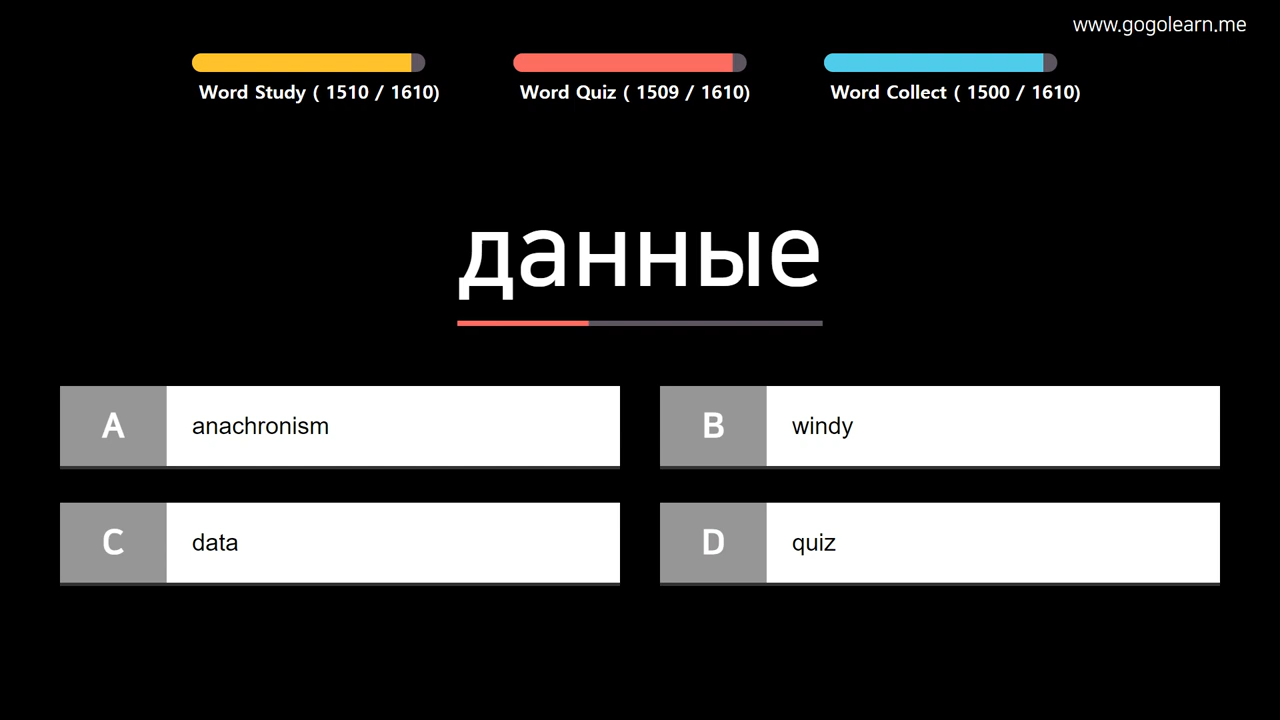 www.gogolearn.me
Word Study ( 1510 / 1610)
Word Quiz ( 1509 / 1610)
Word Collect ( 1500 / 1610)
данные
A anachronism
B windy
C data
D quiz